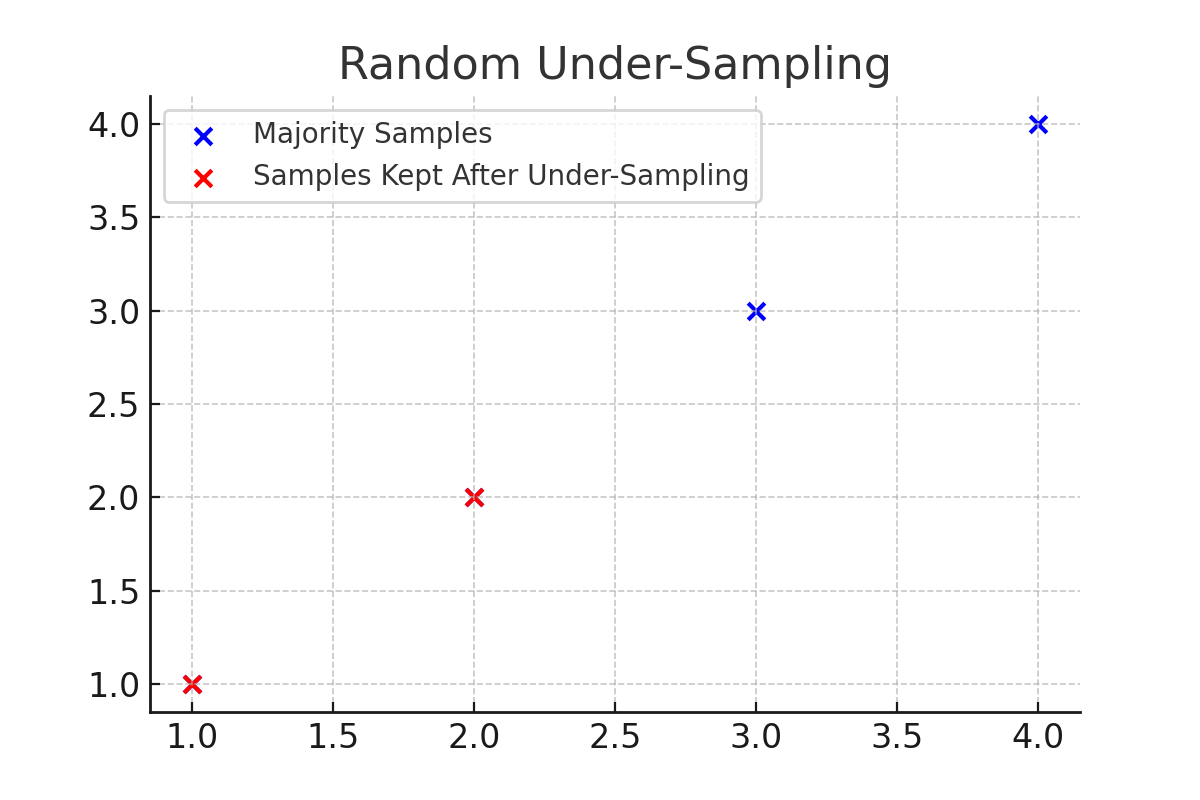 Random Under-Sampling
Majority Samples
Samples Kept After Under-Sampling
4.0
3.5
3.0
2.5
2.0
1.5
1.0
1.0 1.5 2.0 2.5 3.0 3.5 4.0